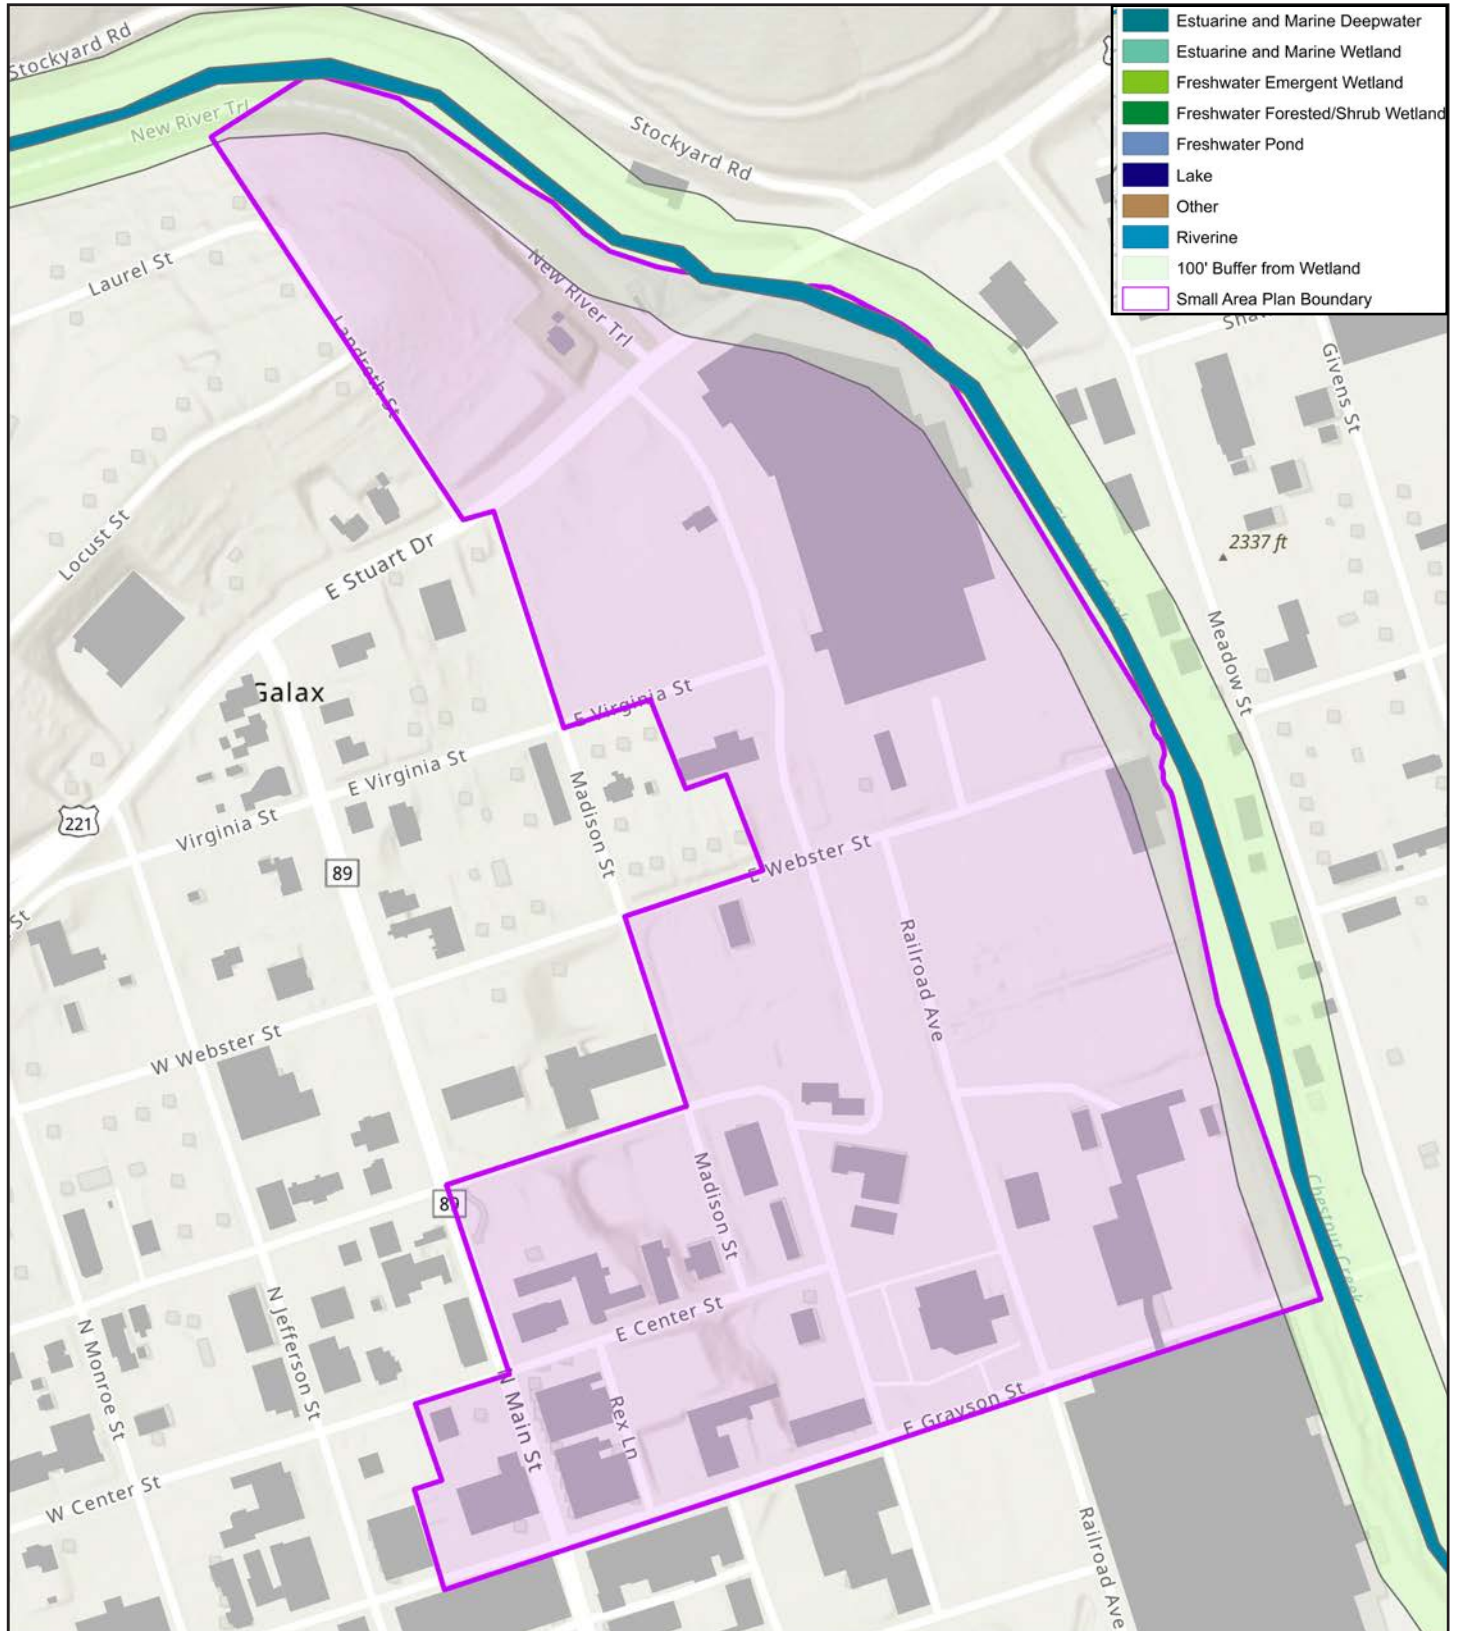 Estuarine and Marine Deepwater
Estuarine and Marine Wetland
Freshwater Emergent Wetland
Freshwater Forested/Shrub Wetland
Freshwater Pond
Lake
Other
Riverine
100' Buffer from Wetland
Small Area Plan Boundary
Stockyard Rd
New River Trl
Stockyard Rd
Laurel St
New River Trl
Landreth St
Givens St
Locust St
E Stuart Dr
2337 ft
Chestnut Creek
Meadow St
Galax
E Virginia St
E Virginia St
Madison St
221
Virginia St
89
E Webster St
St
Railroad Ave
W Webster St
89
Madison St
Chestnut Creek
N Jefferson St
E Center St
N Monroe St
N Main St
Rex Ln
E Grayson St
W Center St
Railroad Ave